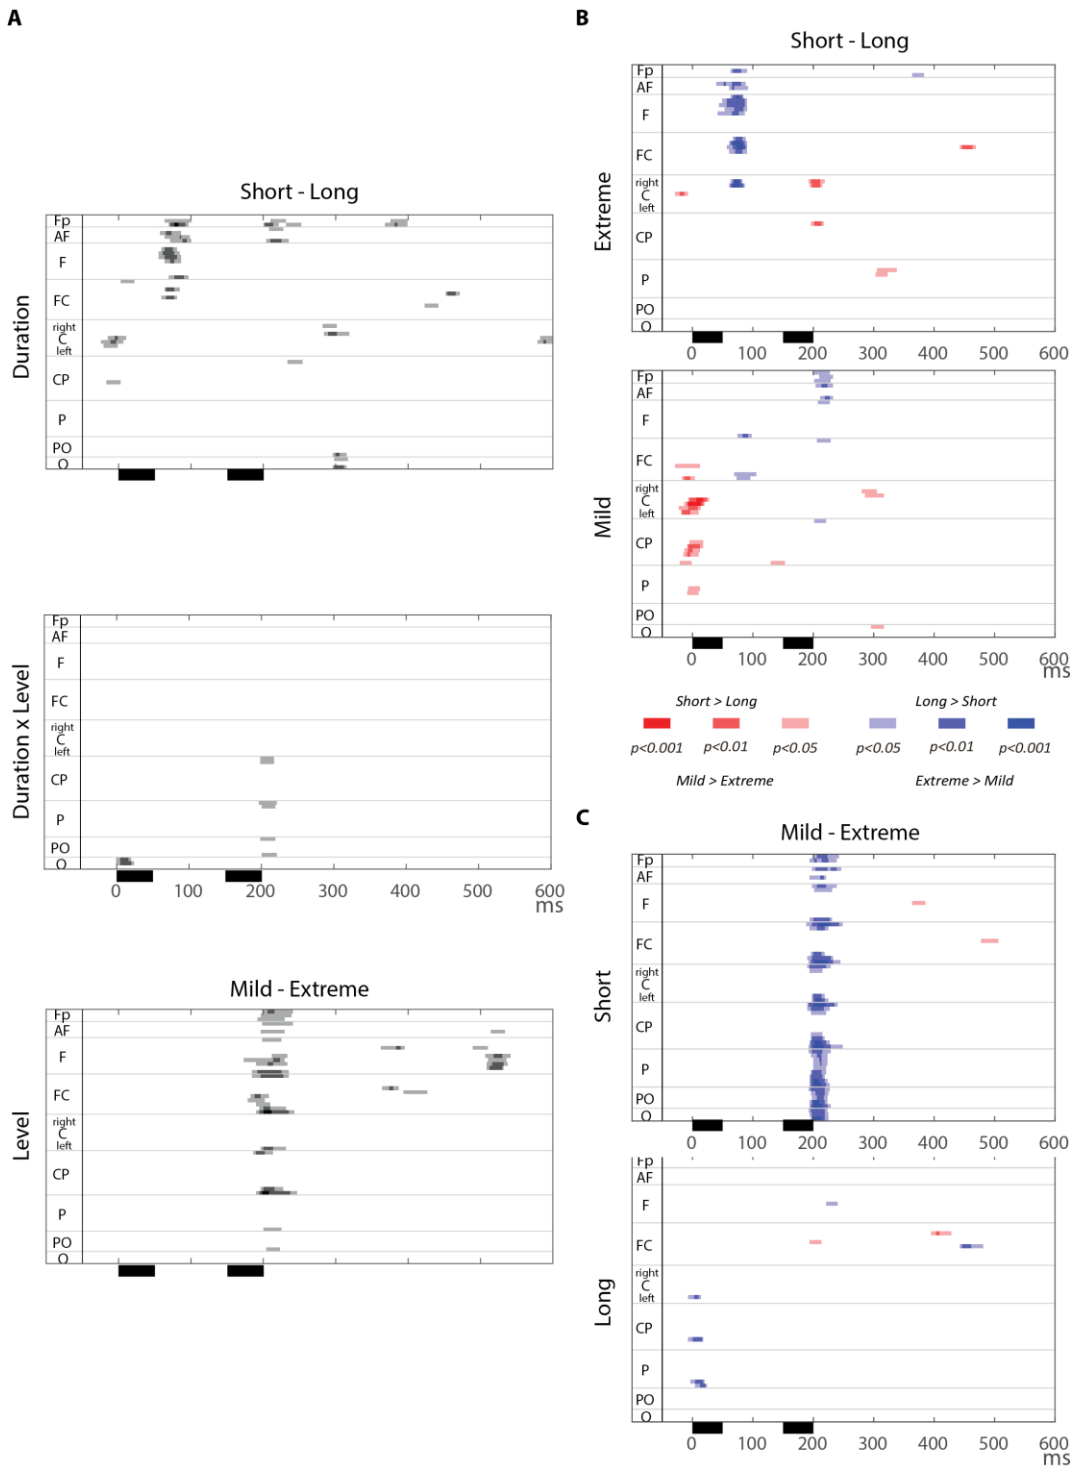 A
Short - Long
Duration
Fp
AF
F
FC
right
C
left
CP
P
PO
O
Duration x Level
Fp
AF
F
FC
right
C
left
CP
P
PO
O
0 100 200 300 400 500 600
ms
Mild - Extreme
Level
Fp
AF
F
FC
right
C
left
CP
P
PO
O
B
Short - Long
Extreme
Fp
AF
F
FC
right
C
left
CP
P
PO
O
0 100 200 300 400 500 600
Mild
Fp
AF
F
FC
right
C
left
CP
P
PO
O
0 100 200 300 400 500 600
ms
Short > Long Long > Short
p<0.001 p<0.01 p<0.05 p<0.05 p<0.01 p<0.001
Mild > Extreme Extreme > Mild
C
Mild - Extreme
Short
Fp
AF
F
FC
right
C
left
CP
P
PO
O
0 100 200 300 400 500 600
Long
Fp
AF
F
FC
right
C
left
CP
P
PO
O
0 100 200 300 400 500 600
ms